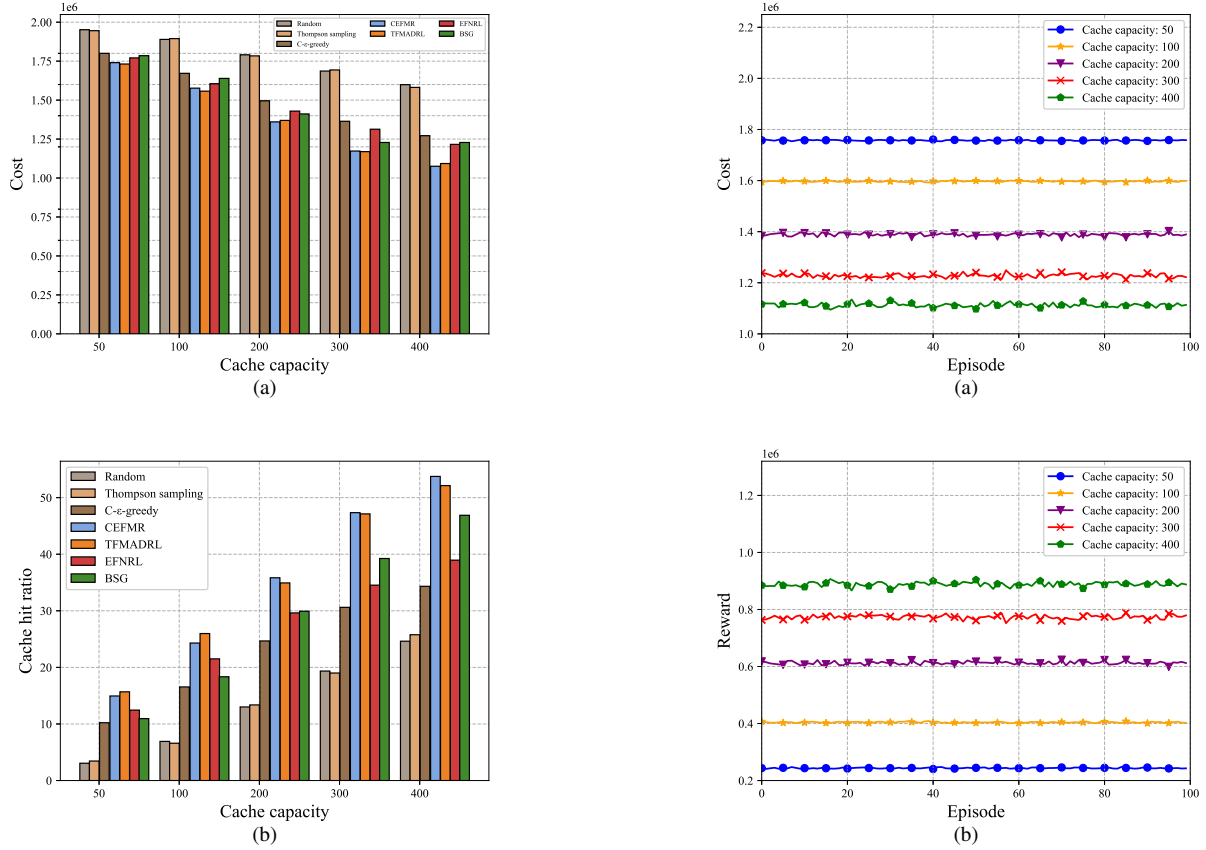 1e6
2.00
1.75
1.50
1.25
1.00
0.75
0.50
0.25
0.00
Cost
Random
Thompson sampling
C-ε-greedy
CEFMR
TFMADRL
EFNRL
BSG
50 100 200 300 400
Cache capacity
(a)
1e6
2.2
2.0
1.8
1.6
1.4
1.2
1.0
Cost
Cache capacity: 50
Cache capacity: 100
Cache capacity: 200
Cache capacity: 300
Cache capacity: 400
0 20 40 60 80 100
Episode
(a)
50
40
30
20
10
0
Cache hit ratio
Random
Thompson sampling
C-ε-greedy
CEFMR
TFMADRL
EFNRL
BSG
50 100 200 300 400
Cache capacity
(b)
1e6
1.2
1.0
0.8
0.6
0.4
0.2
Reward
Cache capacity: 50
Cache capacity: 100
Cache capacity: 200
Cache capacity: 300
Cache capacity: 400
0 20 40 60 80 100
Episode
(b)